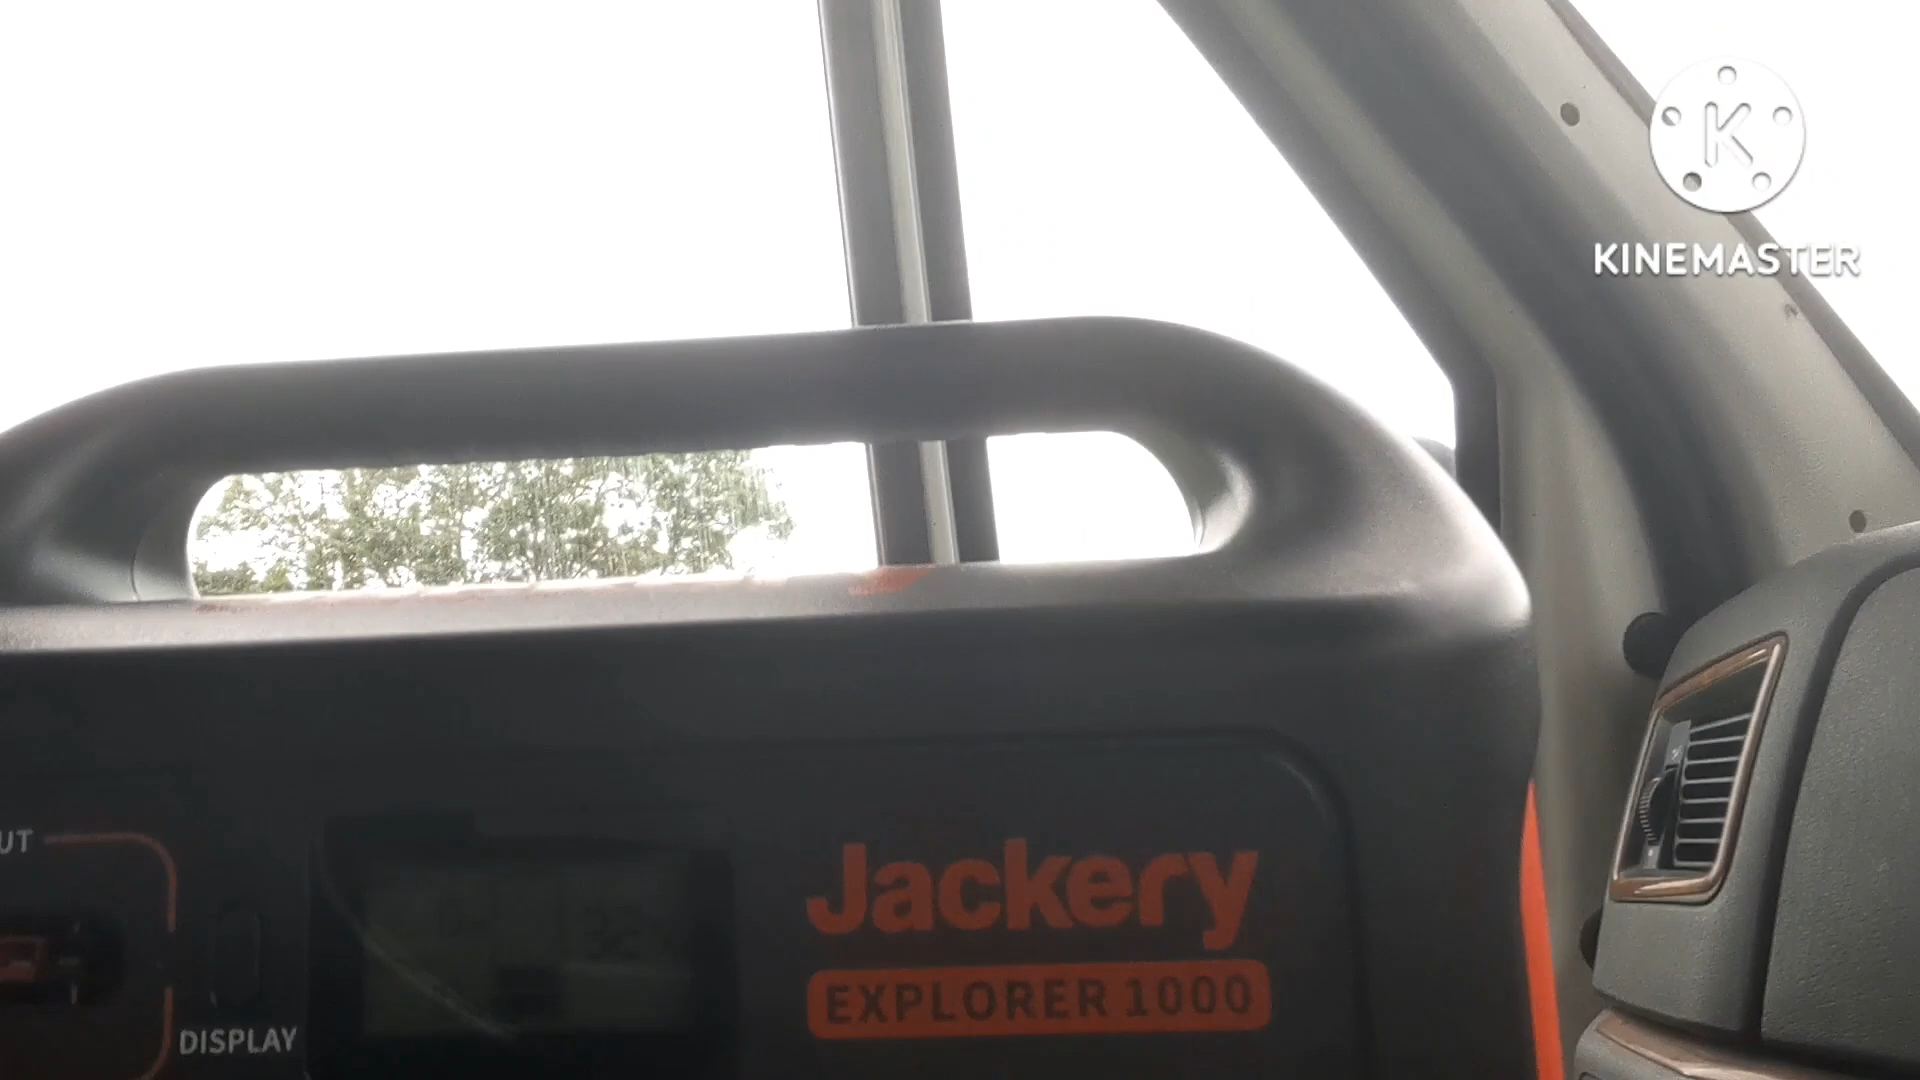 KINEMASTER
UT
DISPLAY
Jackery
EXPLORER 1000